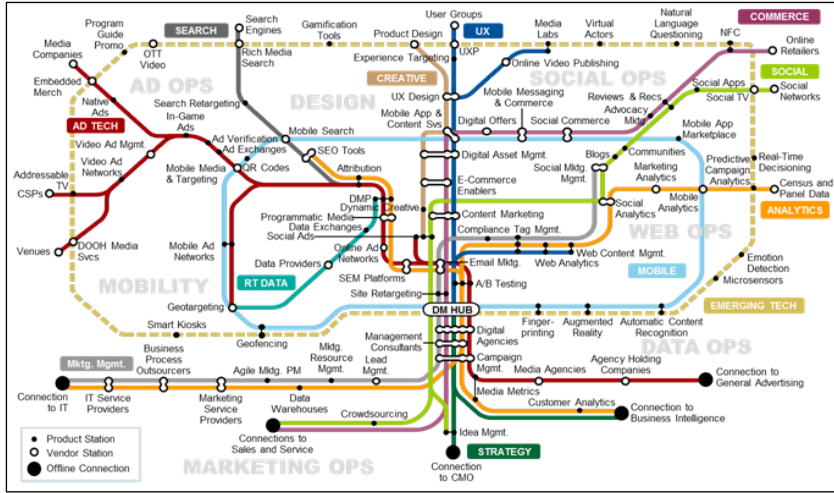 Program
Guide
Promo
OTT
Video
SEARCH
Search
Engines
Rich Media
Search
Gamification
Tools
Product Design
User Groups
UX
UXP
Experience Targeting
Media
Labs
Virtual
Actors
Natural
Language
Questioning
COMMERCE
NFC
Online
Retailers
Media
Companies
Embedded
Merch
Native
Ads
AD OPS
DESIGN
CREATIVE
Online Video Publishing
SOCIAL OPS
SOCIAL
Social Apps
Social TV
Social
Networks
UX Design
Mobile Messaging
& Commerce
Reviews & Recs
Advocacy
Mktg
Search Retargeting
In-Game
Ads
AD TECH
Mobile App &
Content Svs
Digital Offers
Social Commerce
Mobile App
Marketplace
Video Ad Mgmt.
Ad Verification
Ad Exchanges
Mobile Search
SEO Tools
Digital Asset Mgmt.
Blogs
Communities
Video Ad
Networks
Mobile Media
& Targeting
QR Codes
Attribution
E-Commerce
Enablers
Social Mktg.
Mgmt.
Marketing
Analytics
Predictive
Campaign
Analytics
Real-Time
Decisioning
Addressable
TV
CSPs
DMP
Dynamic Creative
Programmatic Media
Data Exchanges
Social Ads
Content Marketing
Social
Analytics
Mobile
Analytics
Census and
Panel Data
ANALYTICS
Compliance Tag Mgmt.
WEB OPS
Venues
DOOH Media
Svcs
Mobile Ad
Networks
Online Ad
Networks
Data Providers
Email Mktg.
Web Analytics
Web Content Mgmt.
MOBILE
Emotion
Detection
Microsensors
MOBILITY
RT DATA
SEM Platforms
A/B Testing
Site Retargeting
Geotargeting
DM HUB
EMERGING TECH
Smart Kiosks
Geofencing
Finger-
printing
Augmented
Reality
Automatic Content
Recognition
DATA OPS
Management
Consultants
Digital
Agencies
Mktg. Mgmt.
Business
Process
Outsourcers
Agile Mktg. PM
Mktg.
Resource
Mgmt.
Lead Mgmt.
Campaign
Mgmt.
Media Agencies
Agency Holding
Companies
Connection to
General Advertising
Connection
to IT
IT Service
Providers
Marketing
Service
Providers
Data
Warehouses
Media Metrics
Customer Analytics
Connection to
Business Intelligence
Crowdsourcing
Connections to
Sales and Service
Idea Mgmt.
STRATEGY
Connection
to CMO
MARKETING OPS
Product Station
Vendor Station
Offline Connection